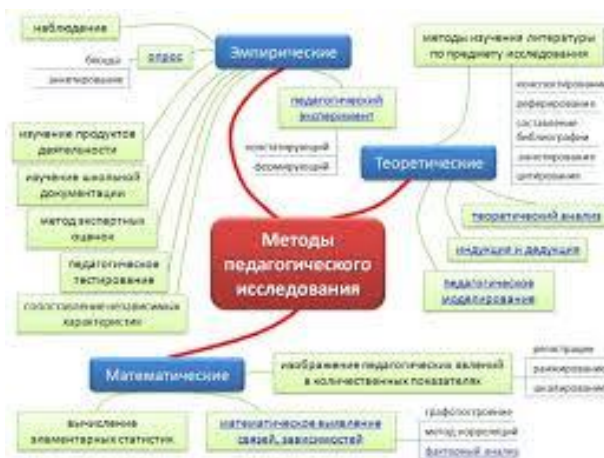 наблюдение
опрос
беседа
анкетирование
изучение продуктов
деятельности
изучение школьной
документации
метод экспертных
оценок
педагогическое
тестирование
сопоставление независимых
характеристик
Эмпирические
педагогический
эксперимент
констатирующий
формирующий
методы изучения литературы
по предмету исследования
конспектирование
реферирование
составление
библиографии
аннотирование
цитирование
Теоретические
теоретический анализ
индукция и дедукция
педагогическое
моделирование
Методы
педагогического
исследования
Математические
изображение педагогических явлений
в количественных показателях
регистрация
ранжирование
шкалирование
вычисление
элементарных статистик
математическое выявление
связей, зависимостей
графопостроение
метод корреляций
факторный анализ